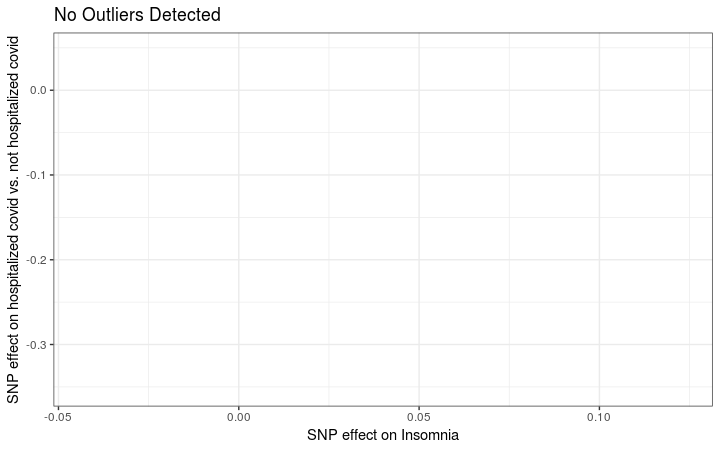 No Outliers Detected
SNP effect on hospitalized covid vs. not hospitalized covid
0.0
-0.1
-0.2
-0.3
-0.05
0.00
0.05
0.10
SNP effect on Insomnia